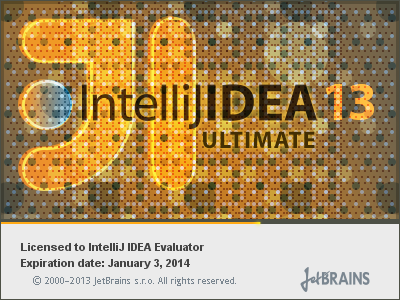 IntelliJ IDEA 13
ULTIMATE
Licensed to IntelliJ IDEA Evaluator
Expiration date: January 3, 2014
© 2000–2013 JetBrains s.r.o. All rights reserved.
JetBRAINS